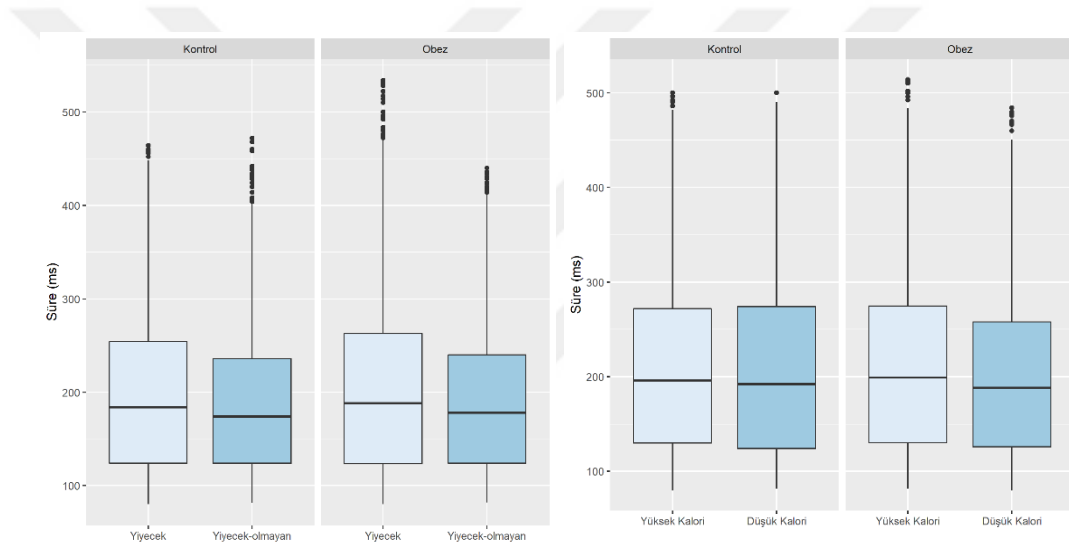 Kontrol
Obez
Süre (ms)
500
400
300
200
100
Yiyecek
Yiyecek-olmayan
Yiyecek
Yiyecek-olmayan
Kontrol
Obez
Süre (ms)
500
400
300
200
100
Yüksek Kalori
Düşük Kalori
Yüksek Kalori
Düşük Kalori